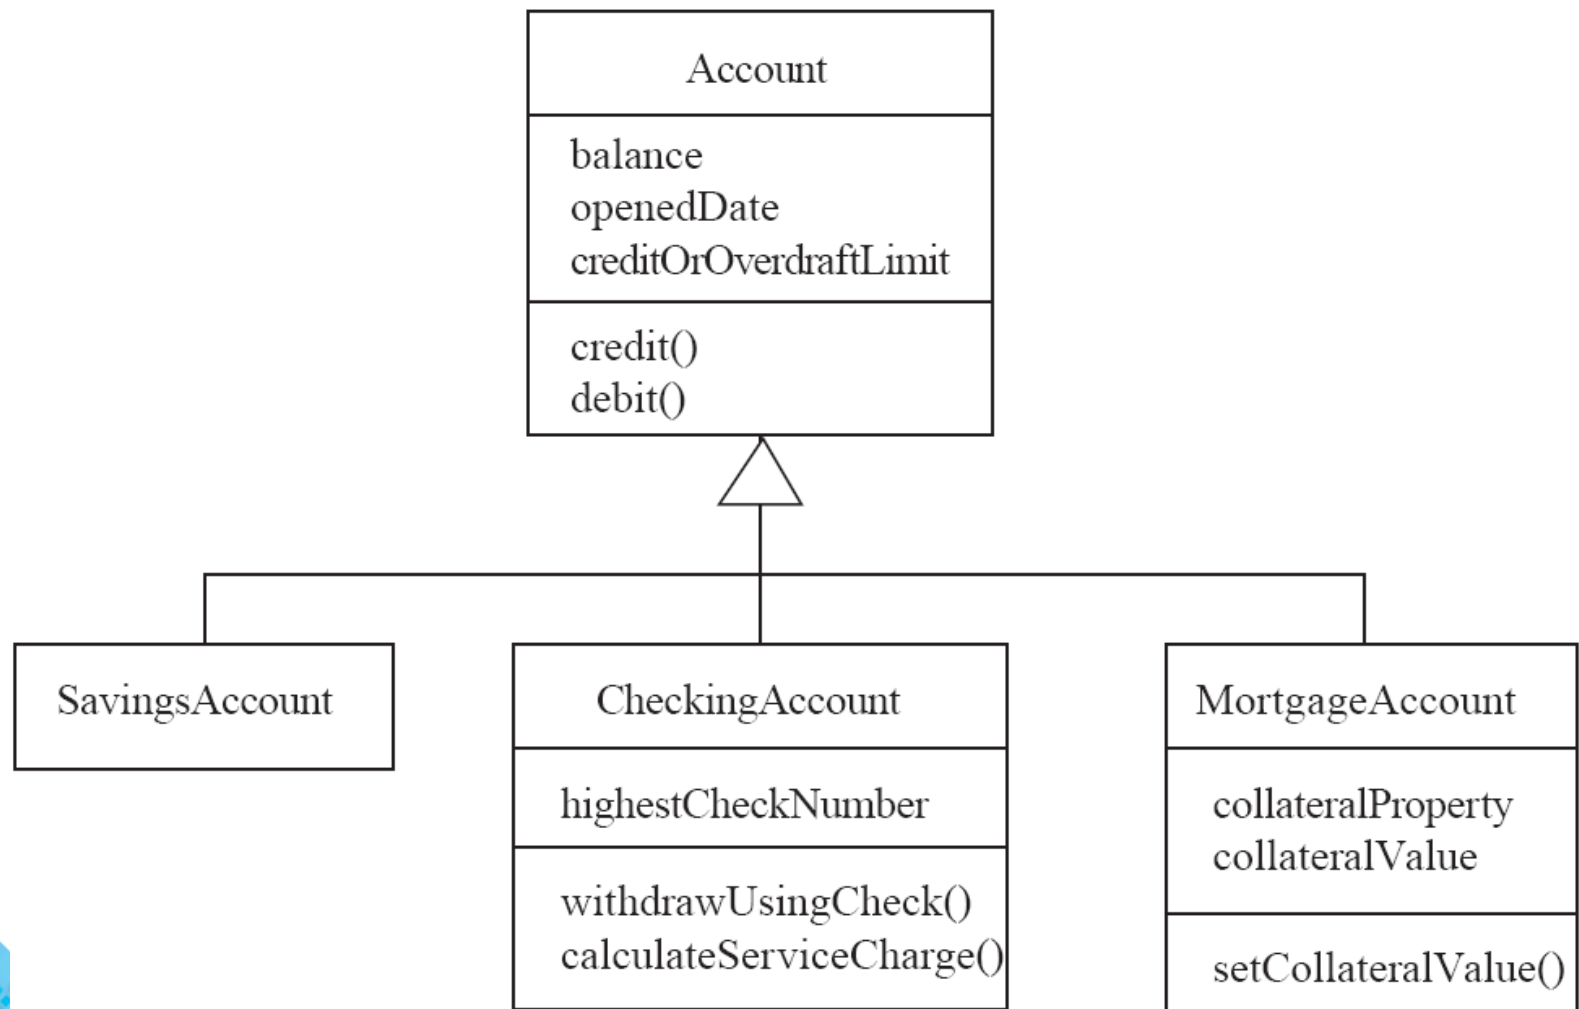 Account
balance
openedDate
creditOrOverdraftLimit
credit()
debit()
SavingsAccount
CheckingAccount
highestCheckNumber
withdrawUsingCheck()
calculateServiceCharge()
MortgageAccount
collateralProperty
collateralValue
setCollateralValue()